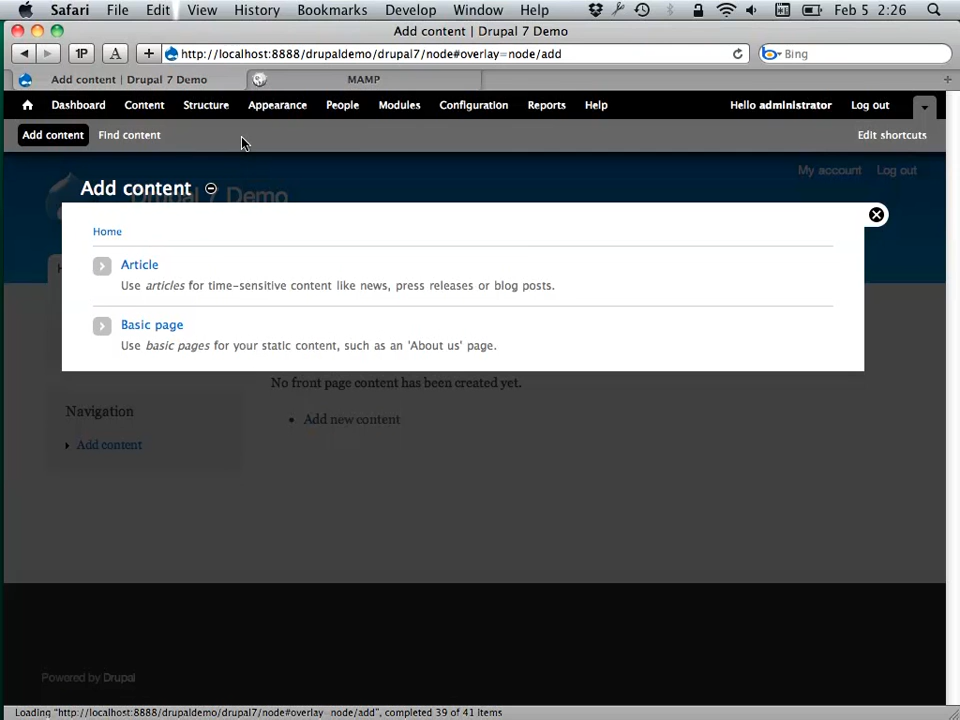 Safari File Edit View History Bookmarks Develop Window Help Feb 5 2:26
Add content | Drupal 7 Demo
1P A + http://localhost:8888/drupaldemo/drupal7/node#overlay=node/add Bing
Add content | Drupal 7 Demo MAMP
Dashboard Content Structure Appearance People Modules Configuration Reports Help Hello administrator Log out
Add content Find content Edit shortcuts
My account Log out
Add content
Drupal 7 Demo
Home
Article
Use articles for time-sensitive content like news, press releases or blog posts.
Basic page
Use basic pages for your static content, such as an 'About us' page.
No front page content has been created yet.
Navigation
• Add new content
Add content
Powered by Drupal
Loading "http://localhost:8888/drupaldemo/drupal7/node#overlay=node/add", completed 39 of 41 items